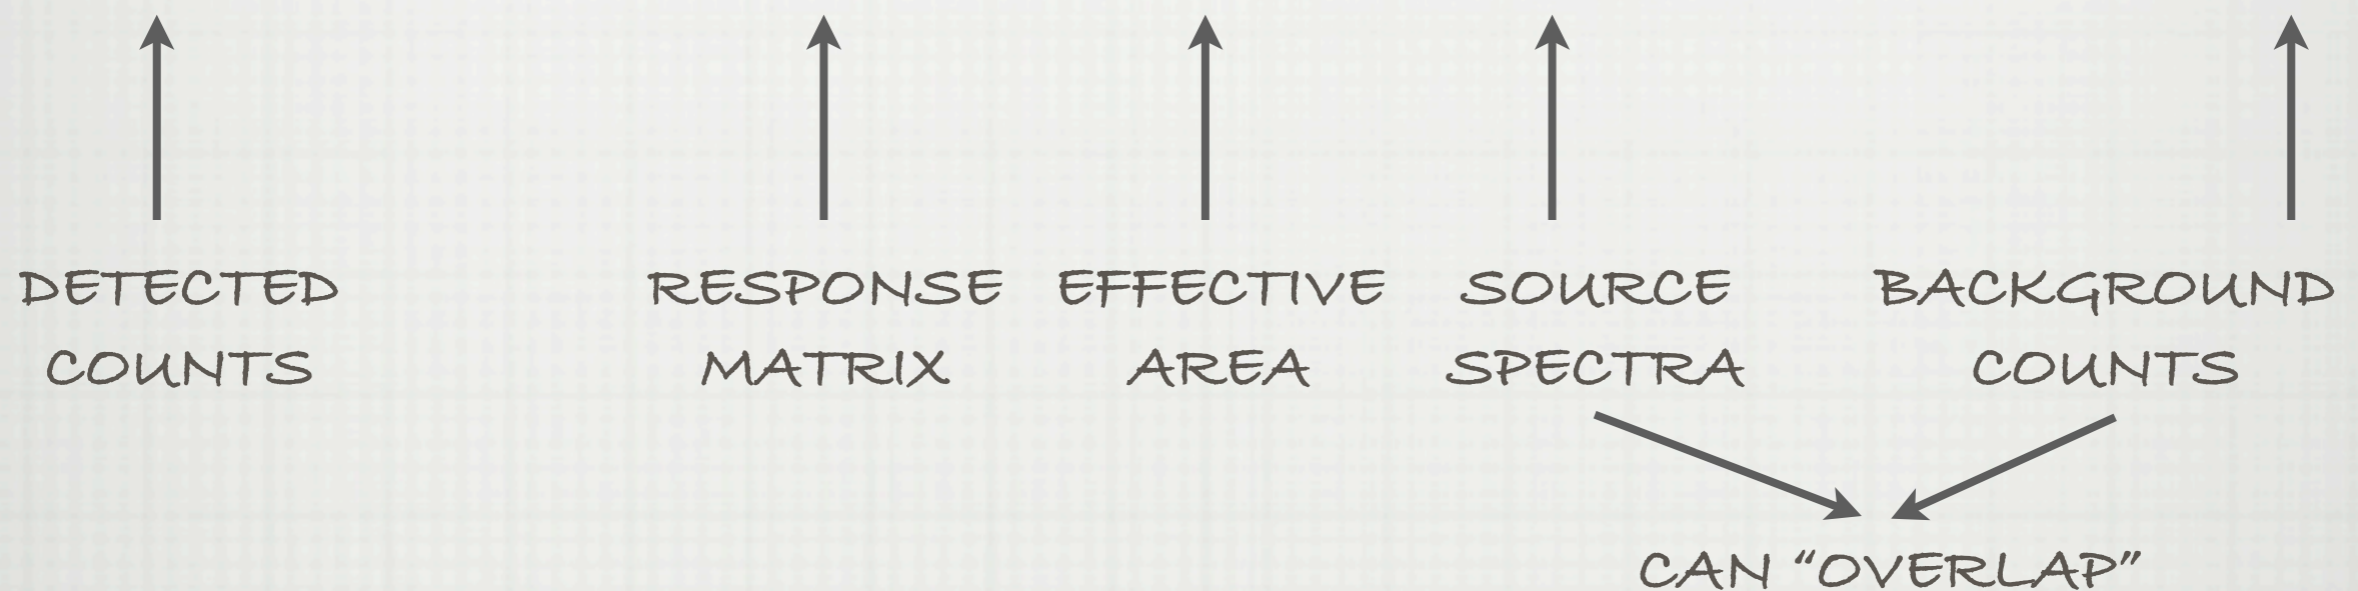 DETECTED RESPONSE EFFECTIVE SOURCE BACKGROUND
COUNTS MATRIX AREA SPECTRA COUNTS
CAN “OVERLAP”